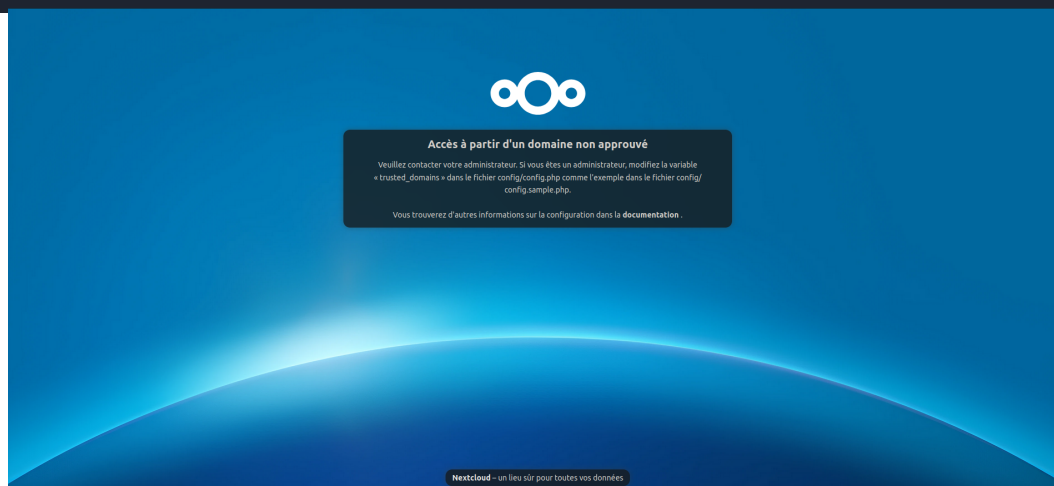 Accès à partir d'un domaine non approuvé
Veuillez contacter votre administrateur. Si vous êtes un administrateur, modifiez la variable
« trusted_domains » dans le fichier config/config.php comme l'exemple dans le fichier config/
config.sample.php.
Vous trouverez d'autres informations sur la configuration dans la documentation .
Nextcloud – un lieu sûr pour toutes vos données